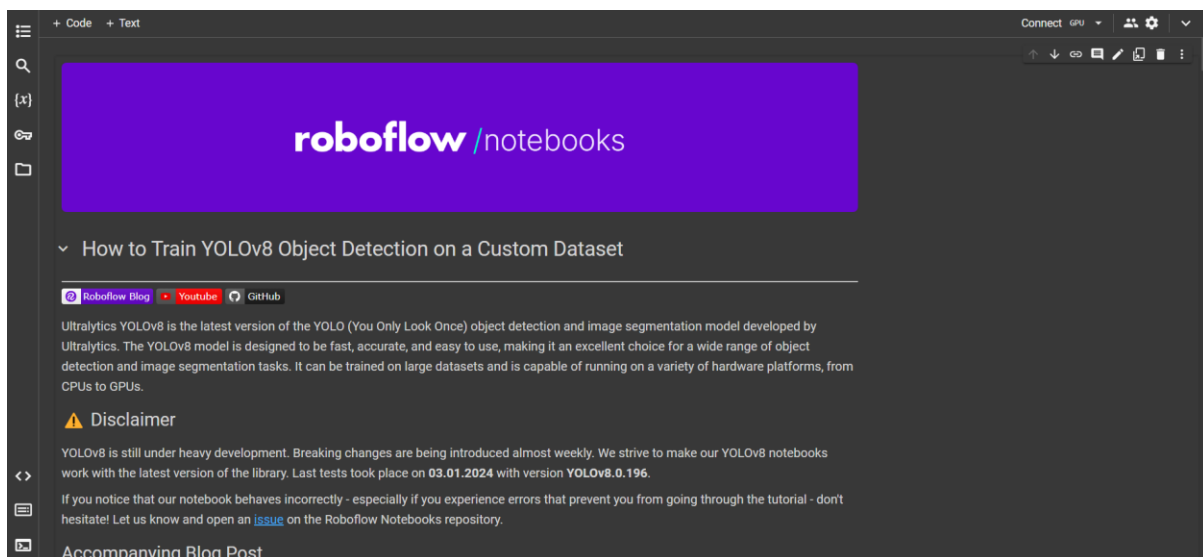 + Code + Text
Connect GPU
{x}
roboflow /notebooks
How to Train YOLOv8 Object Detection on a Custom Dataset
Roboflow Blog Youtube GitHub
Ultralytics YOLOv8 is the latest version of the YOLO (You Only Look Once) object detection and image segmentation model developed by
Ultralytics. The YOLOv8 model is designed to be fast, accurate, and easy to use, making it an excellent choice for a wide range of object
detection and image segmentation tasks. It can be trained on large datasets and is capable of running on a variety of hardware platforms, from
CPUs to GPUs.
Disclaimer
YOLOv8 is still under heavy development. Breaking changes are being introduced almost weekly. We strive to make our YOLOv8 notebooks
work with the latest version of the library. Last tests took place on 03.01.2024 with version YOLOv8.0.196.
If you notice that our notebook behaves incorrectly - especially if you experience errors that prevent you from going through the tutorial - don't
hesitate! Let us know and open an issue on the Roboflow Notebooks repository.
Accompanying Blog Post